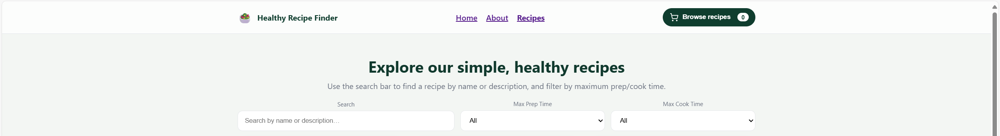 Healthy Recipe Finder
Home About Recipes
Browse recipes 0
Explore our simple, healthy recipes
Use the search bar to find a recipe by name or description, and filter by maximum prep/cook time.
Search
Max Prep Time
Max Cook Time
Search by name or description…
All
All